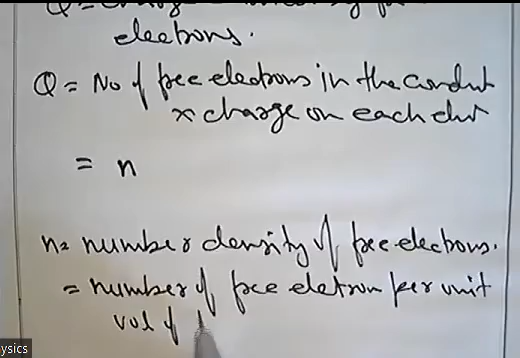 electrons.
Q = No of free electrons in the conduct
x charge on each elect
= n
n = number density of free electrons.
= number of free eletron per unit
vol of
ysics